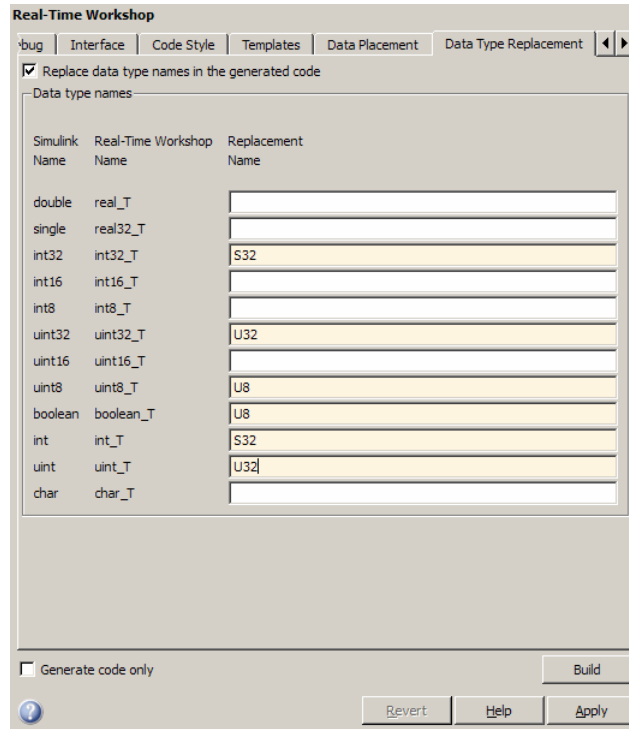 Real-Time Workshop
bug Interface Code Style Templates Data Placement Data Type Replacement
Replace data type names in the generated code
Data type names
Simulink Real-Time Workshop Replacement
Name Name Name
double real_T
single real32_T
int32 int32_T S32
int16 int16_T
int8 int8_T
uint32 uint32_T U32
uint16 uint16_T
uint8 uint8_T U8
boolean boolean_T U8
int int_T S32
uint uint_T U32
char char_T
Generate code only Build
? Revert Help Apply